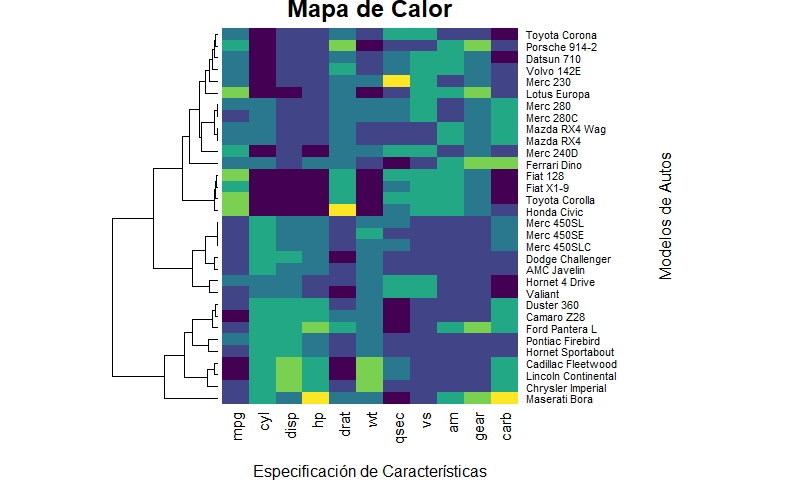 Mapa de Calor
Toyota Corona
Porsche 914-2
Datsun 710
Volvo 142E
Merc 230
Lotus Europa
Merc 280
Merc 280C
Mazda RX4 Wag
Mazda RX4
Merc 240D
Ferrari Dino
Fiat 128
Fiat X1-9
Toyota Corolla
Honda Civic
Merc 450SL
Merc 450SE
Merc 450SLC
Dodge Challenger
AMC Javelin
Hornet 4 Drive
Valiant
Duster 360
Camaro Z28
Ford Pantera L
Pontiac Firebird
Hornet Sportabout
Cadillac Fleetwood
Lincoln Continental
Chrysler Imperial
Maserati Bora
Modelos de Autos
mpg
cyl
disp
hp
drat
wt
qsec
vs
am
gear
carb
Especificación de Características